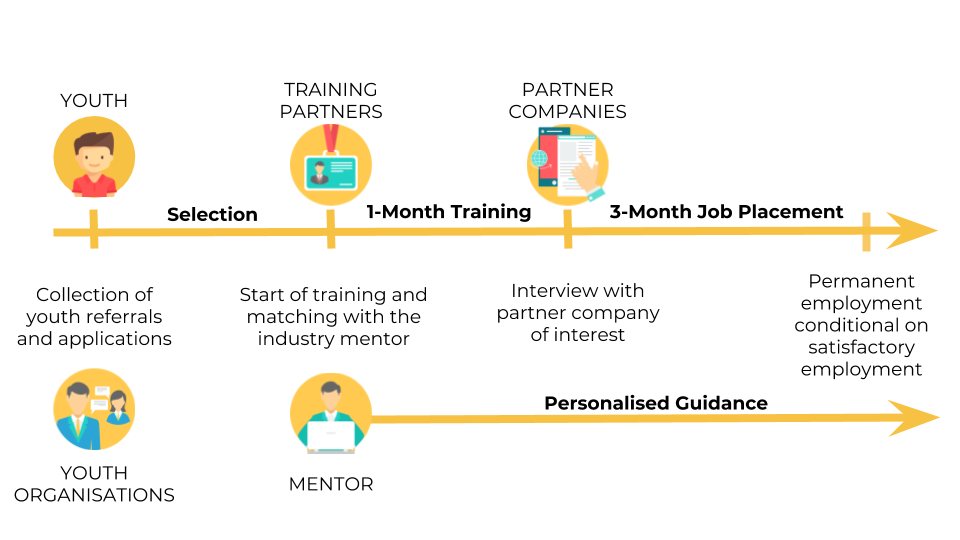 YOUTH
TRAINING
PARTNERS
PARTNER
COMPANIES
Selection
1-Month Training
3-Month Job Placement
Collection of
youth referrals
and applications
Start of training and
matching with the
industry mentor
Interview with
partner company
of interest
Permanent
employment
conditional on
satisfactory
employment
Personalised Guidance
YOUTH
ORGANISATIONS
MENTOR